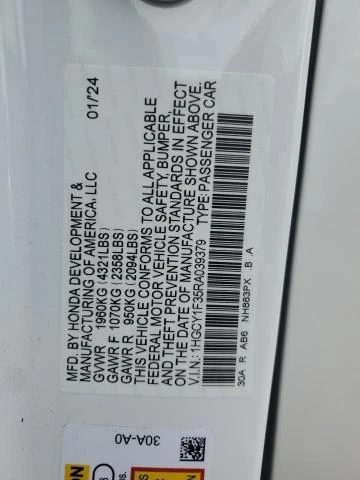 MFD. BY HONDA DEVELOPMENT &
MANUFACTURING OF AMERICA, LLC 01/24
GVWR 1960KG (4321LBS)
GAWR F 1070KG (2358LBS)
GAWR R 950KG (2094LBS)
THIS VEHICLE CONFORMS TO ALL APPLICABLE
FEDERAL MOTOR VEHICLE SAFETY, BUMPER,
AND THEFT PREVENTION STANDARDS IN EFFECT
ON THE DATE OF MANUFACTURE SHOWN ABOVE.
V.I.N.: 1HGCY1F35RA039379 TYPE: PASSENGER CAR
30A R AB6 NH883PX B A
30A-A0